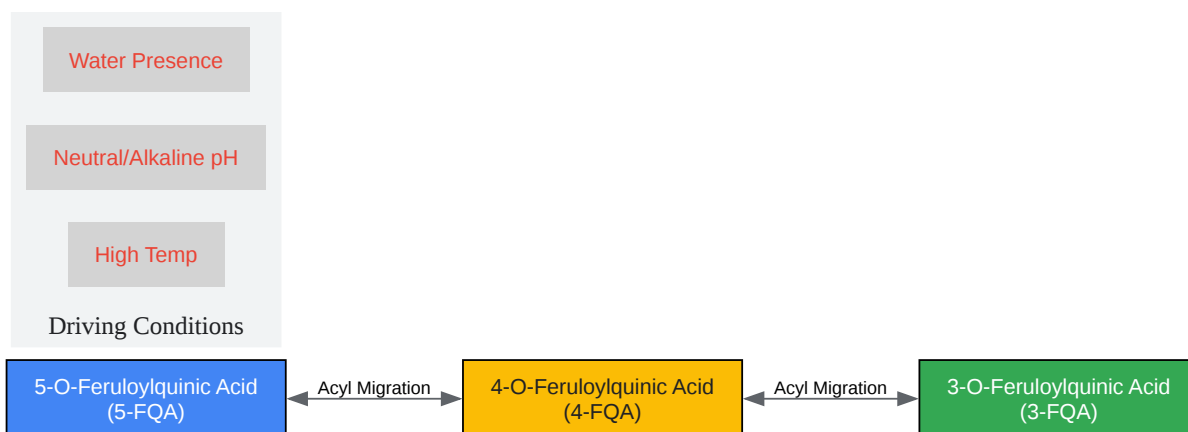 Water Presence
Neutral/Alkaline pH
High Temp
Driving Conditions
5-O-Feruloylquinic Acid
(5-FQA)
Acyl Migration
4-O-Feruloylquinic Acid
(4-FQA)
Acyl Migration
3-O-Feruloylquinic Acid
(3-FQA)